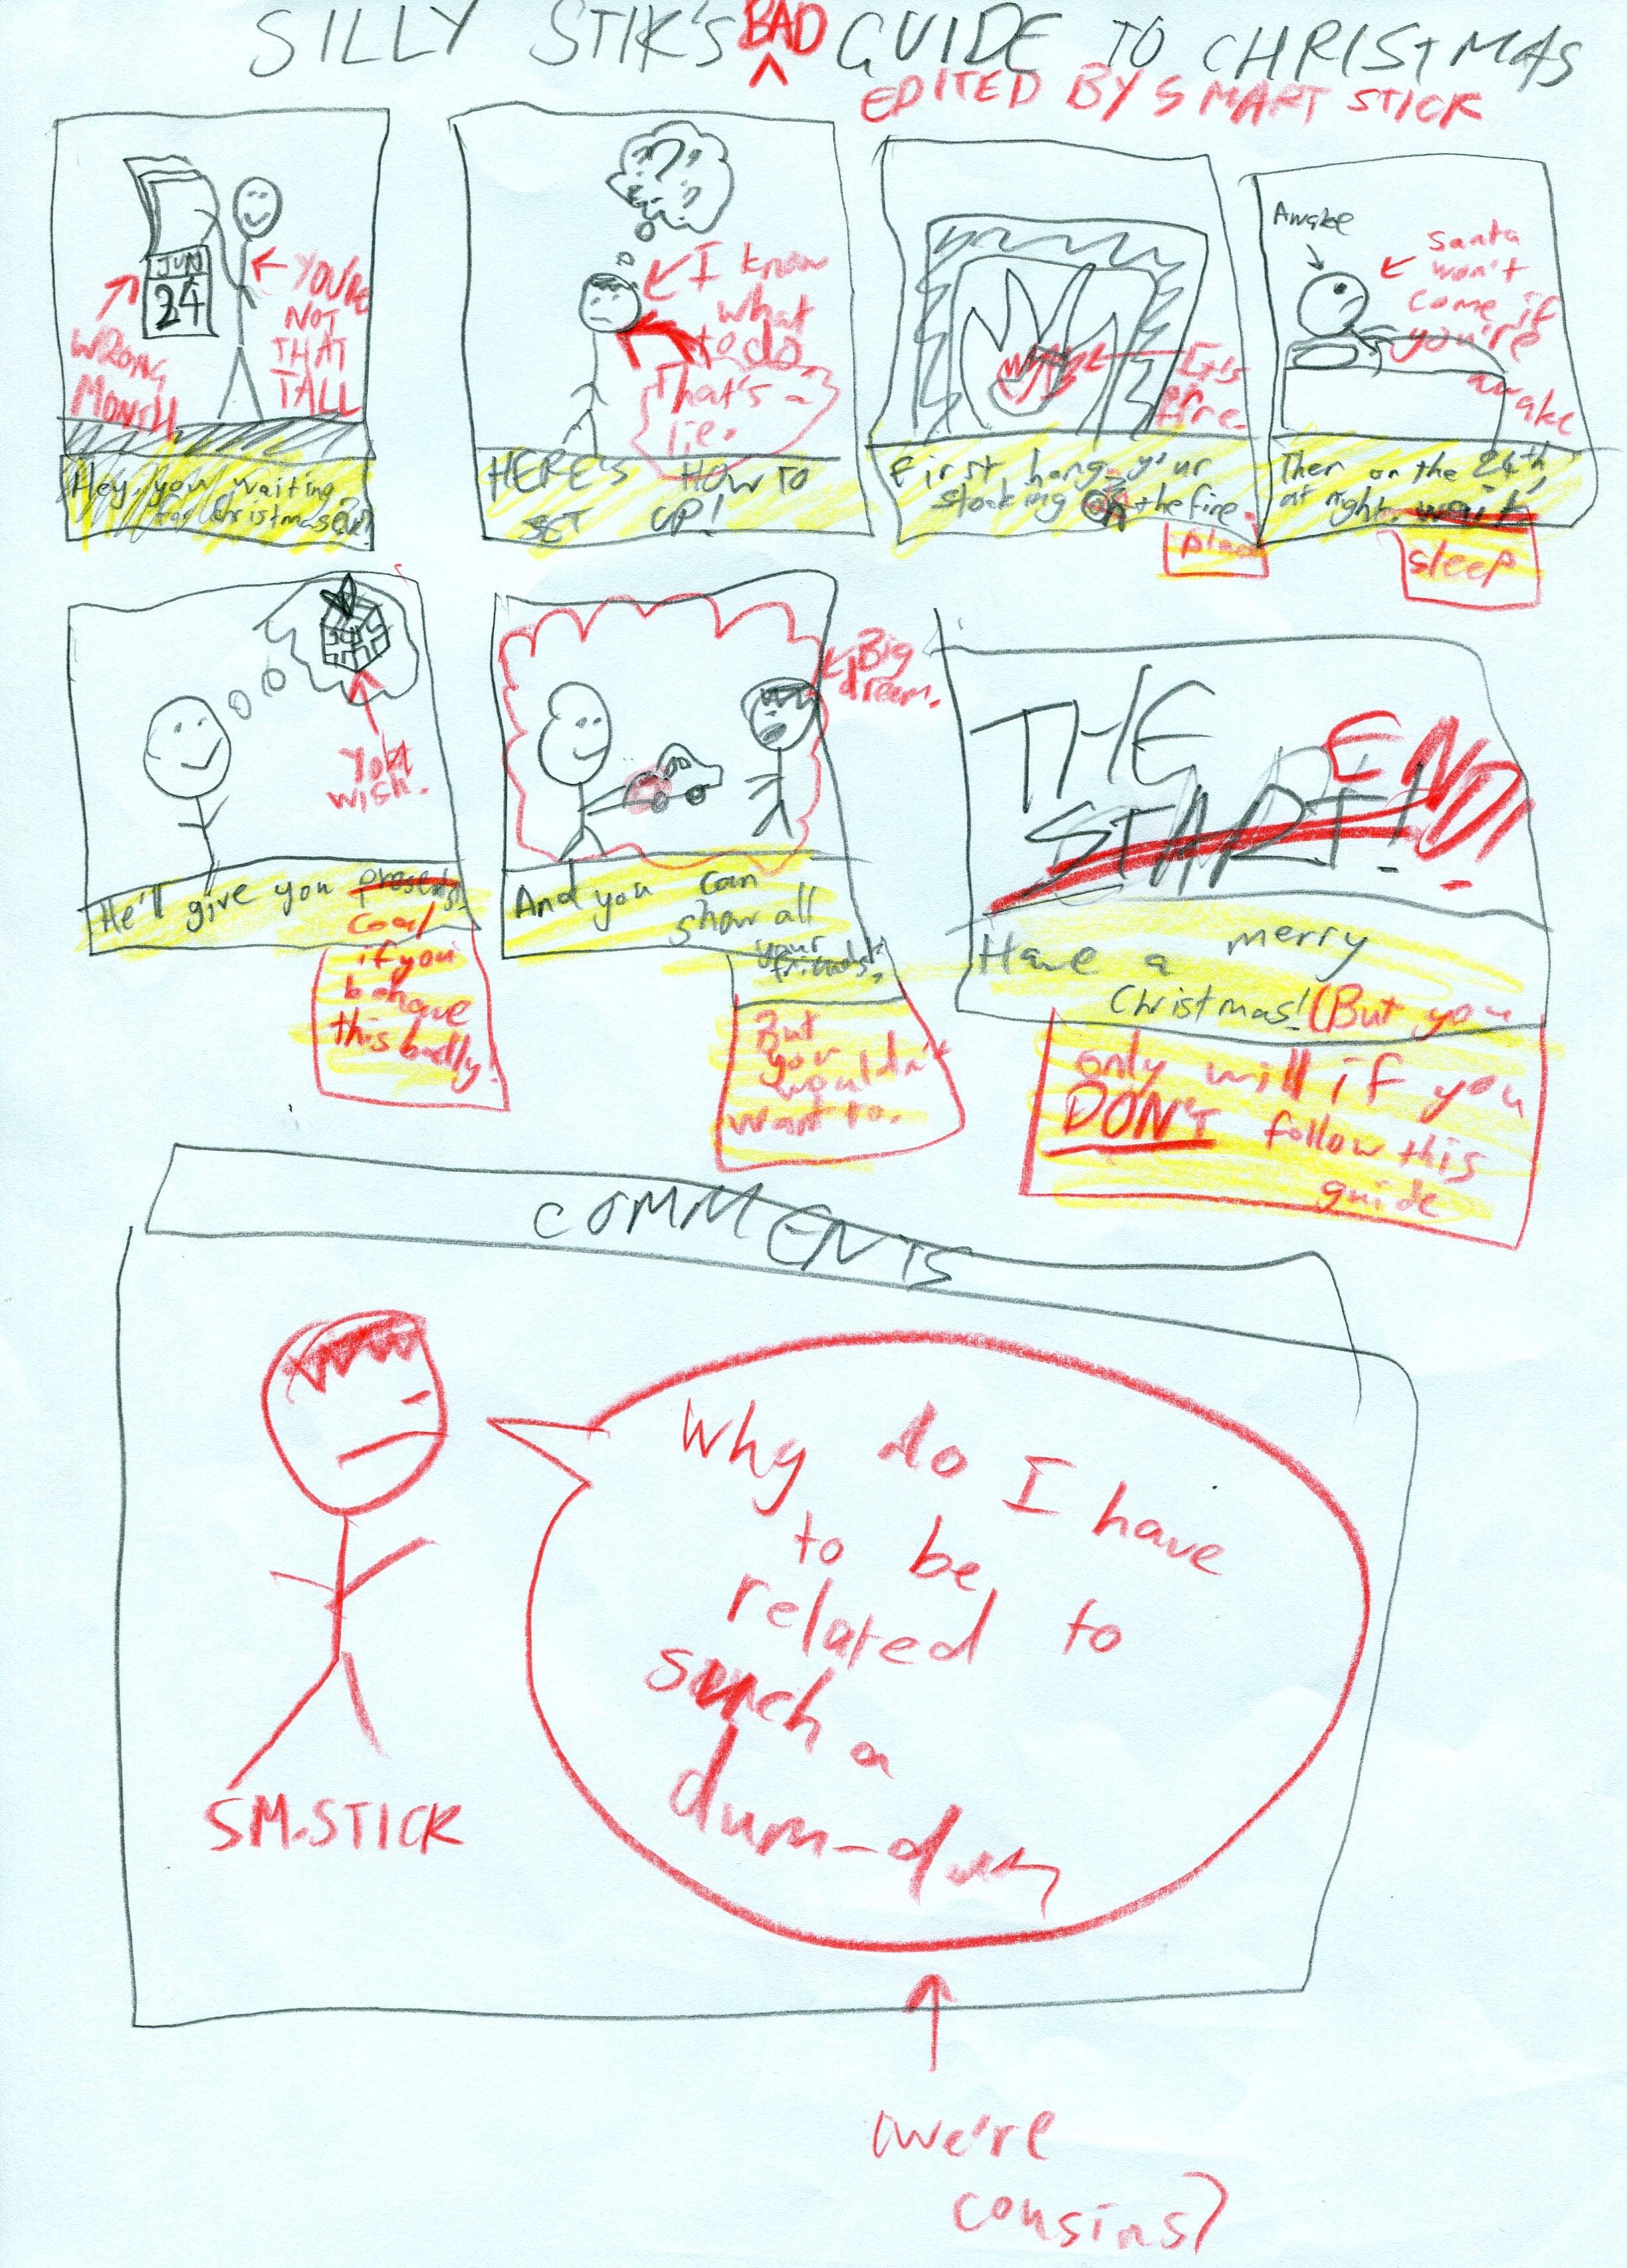 SILLY STIK'S BAD GUIDE TO CHRISTMAS
EDITED BY SMART STICK
JUN
24
WRONG
MONTH
YOU'RE
NOT
THAT
TALL
Hey, you waiting
for christmas?
?
I know
what
to do.
That's a
lie.
HERE'S HOW TO
SET UP!
It's
on
fire.
First, hang your
stocking on the fire.
place
Awake
Santa
won't
come if
you're
awake
Then on the 24th,
at night, wait
sleep
You
wish.
He'll give you presents.
coal
if you
behave
this badly!
Big
dream.
And you can
show all
your
friends.
But
you
wouldn't
want to.
THE END!
START!
Have a merry
Christmas! (But you
only will if you
DON'T follow this
guide
COMMENTS
Why do I have
to be
related to
such a
dum-dum
SM.STICK
(we're
cousins)